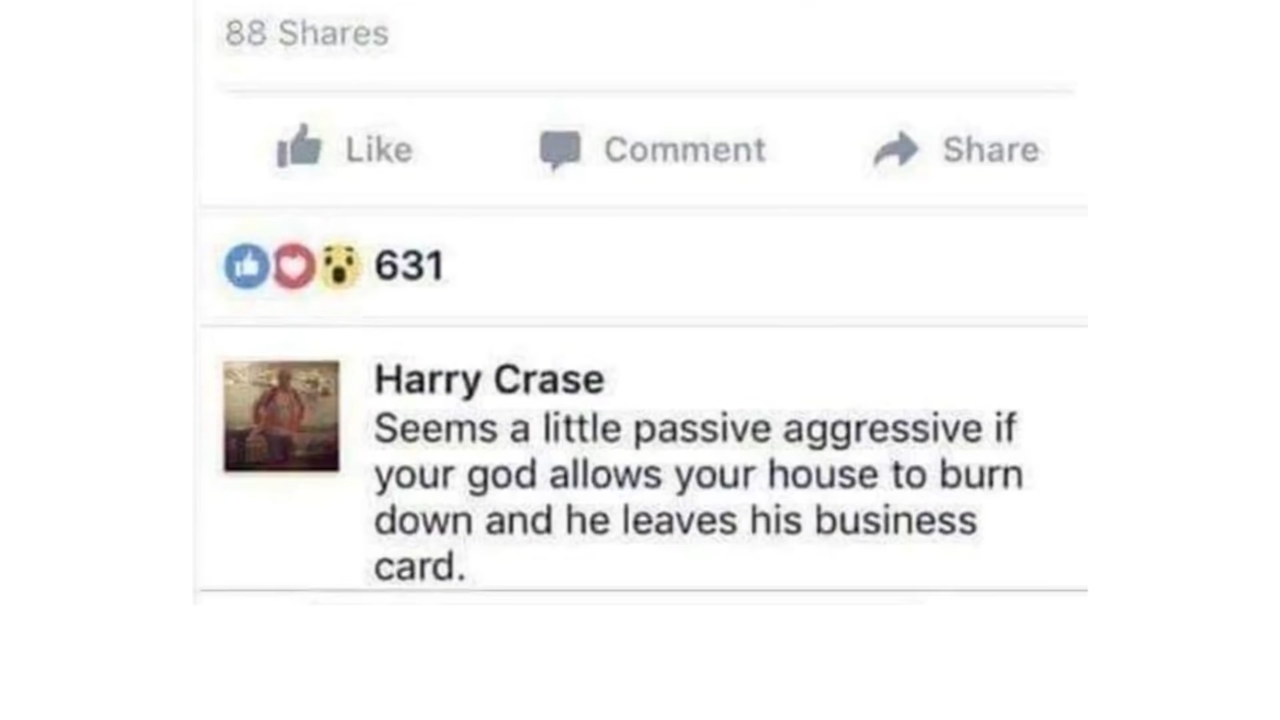 88 Shares
Like Comment Share
631
Harry Crase
Seems a little passive aggressive if
your god allows your house to burn
down and he leaves his business
card.